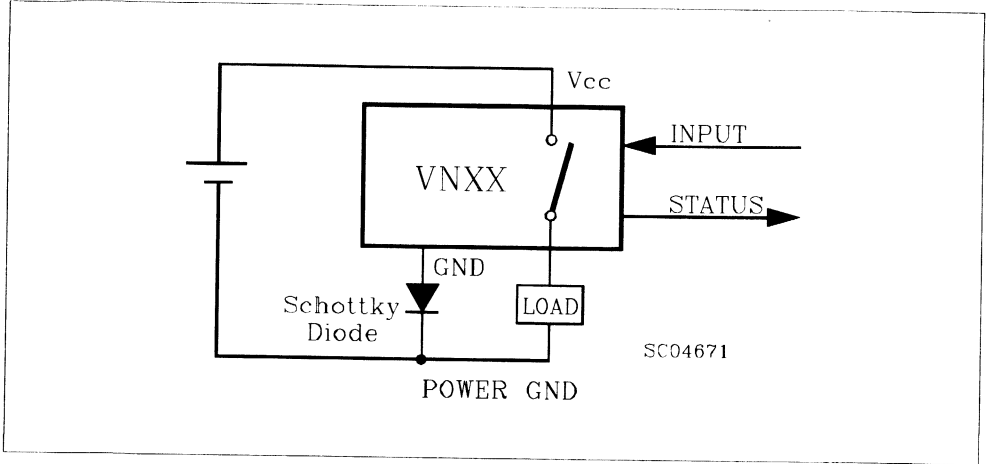 Vcc
INPUT
VNXX
STATUS
GND
Schottky
Diode
LOAD
SC04671
POWER GND